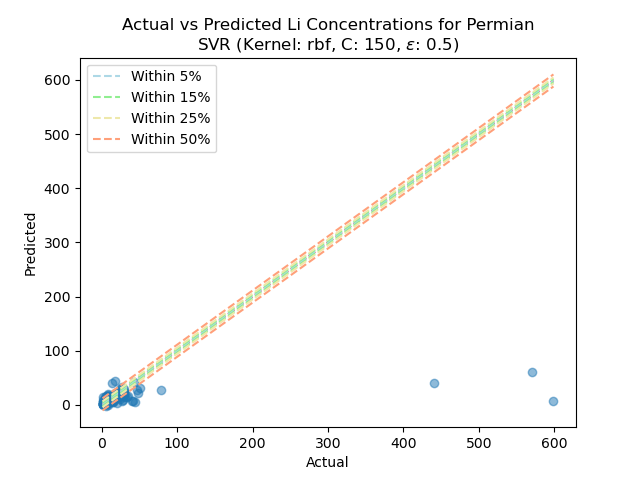 Actual vs Predicted Li Concentrations for Permian
SVR (Kernel: rbf, C: 150, ε: 0.5)
Within 5%
Within 15%
Within 25%
Within 50%
600
500
400
300
200
100
0
Predicted
0 100 200 300 400 500 600
Actual